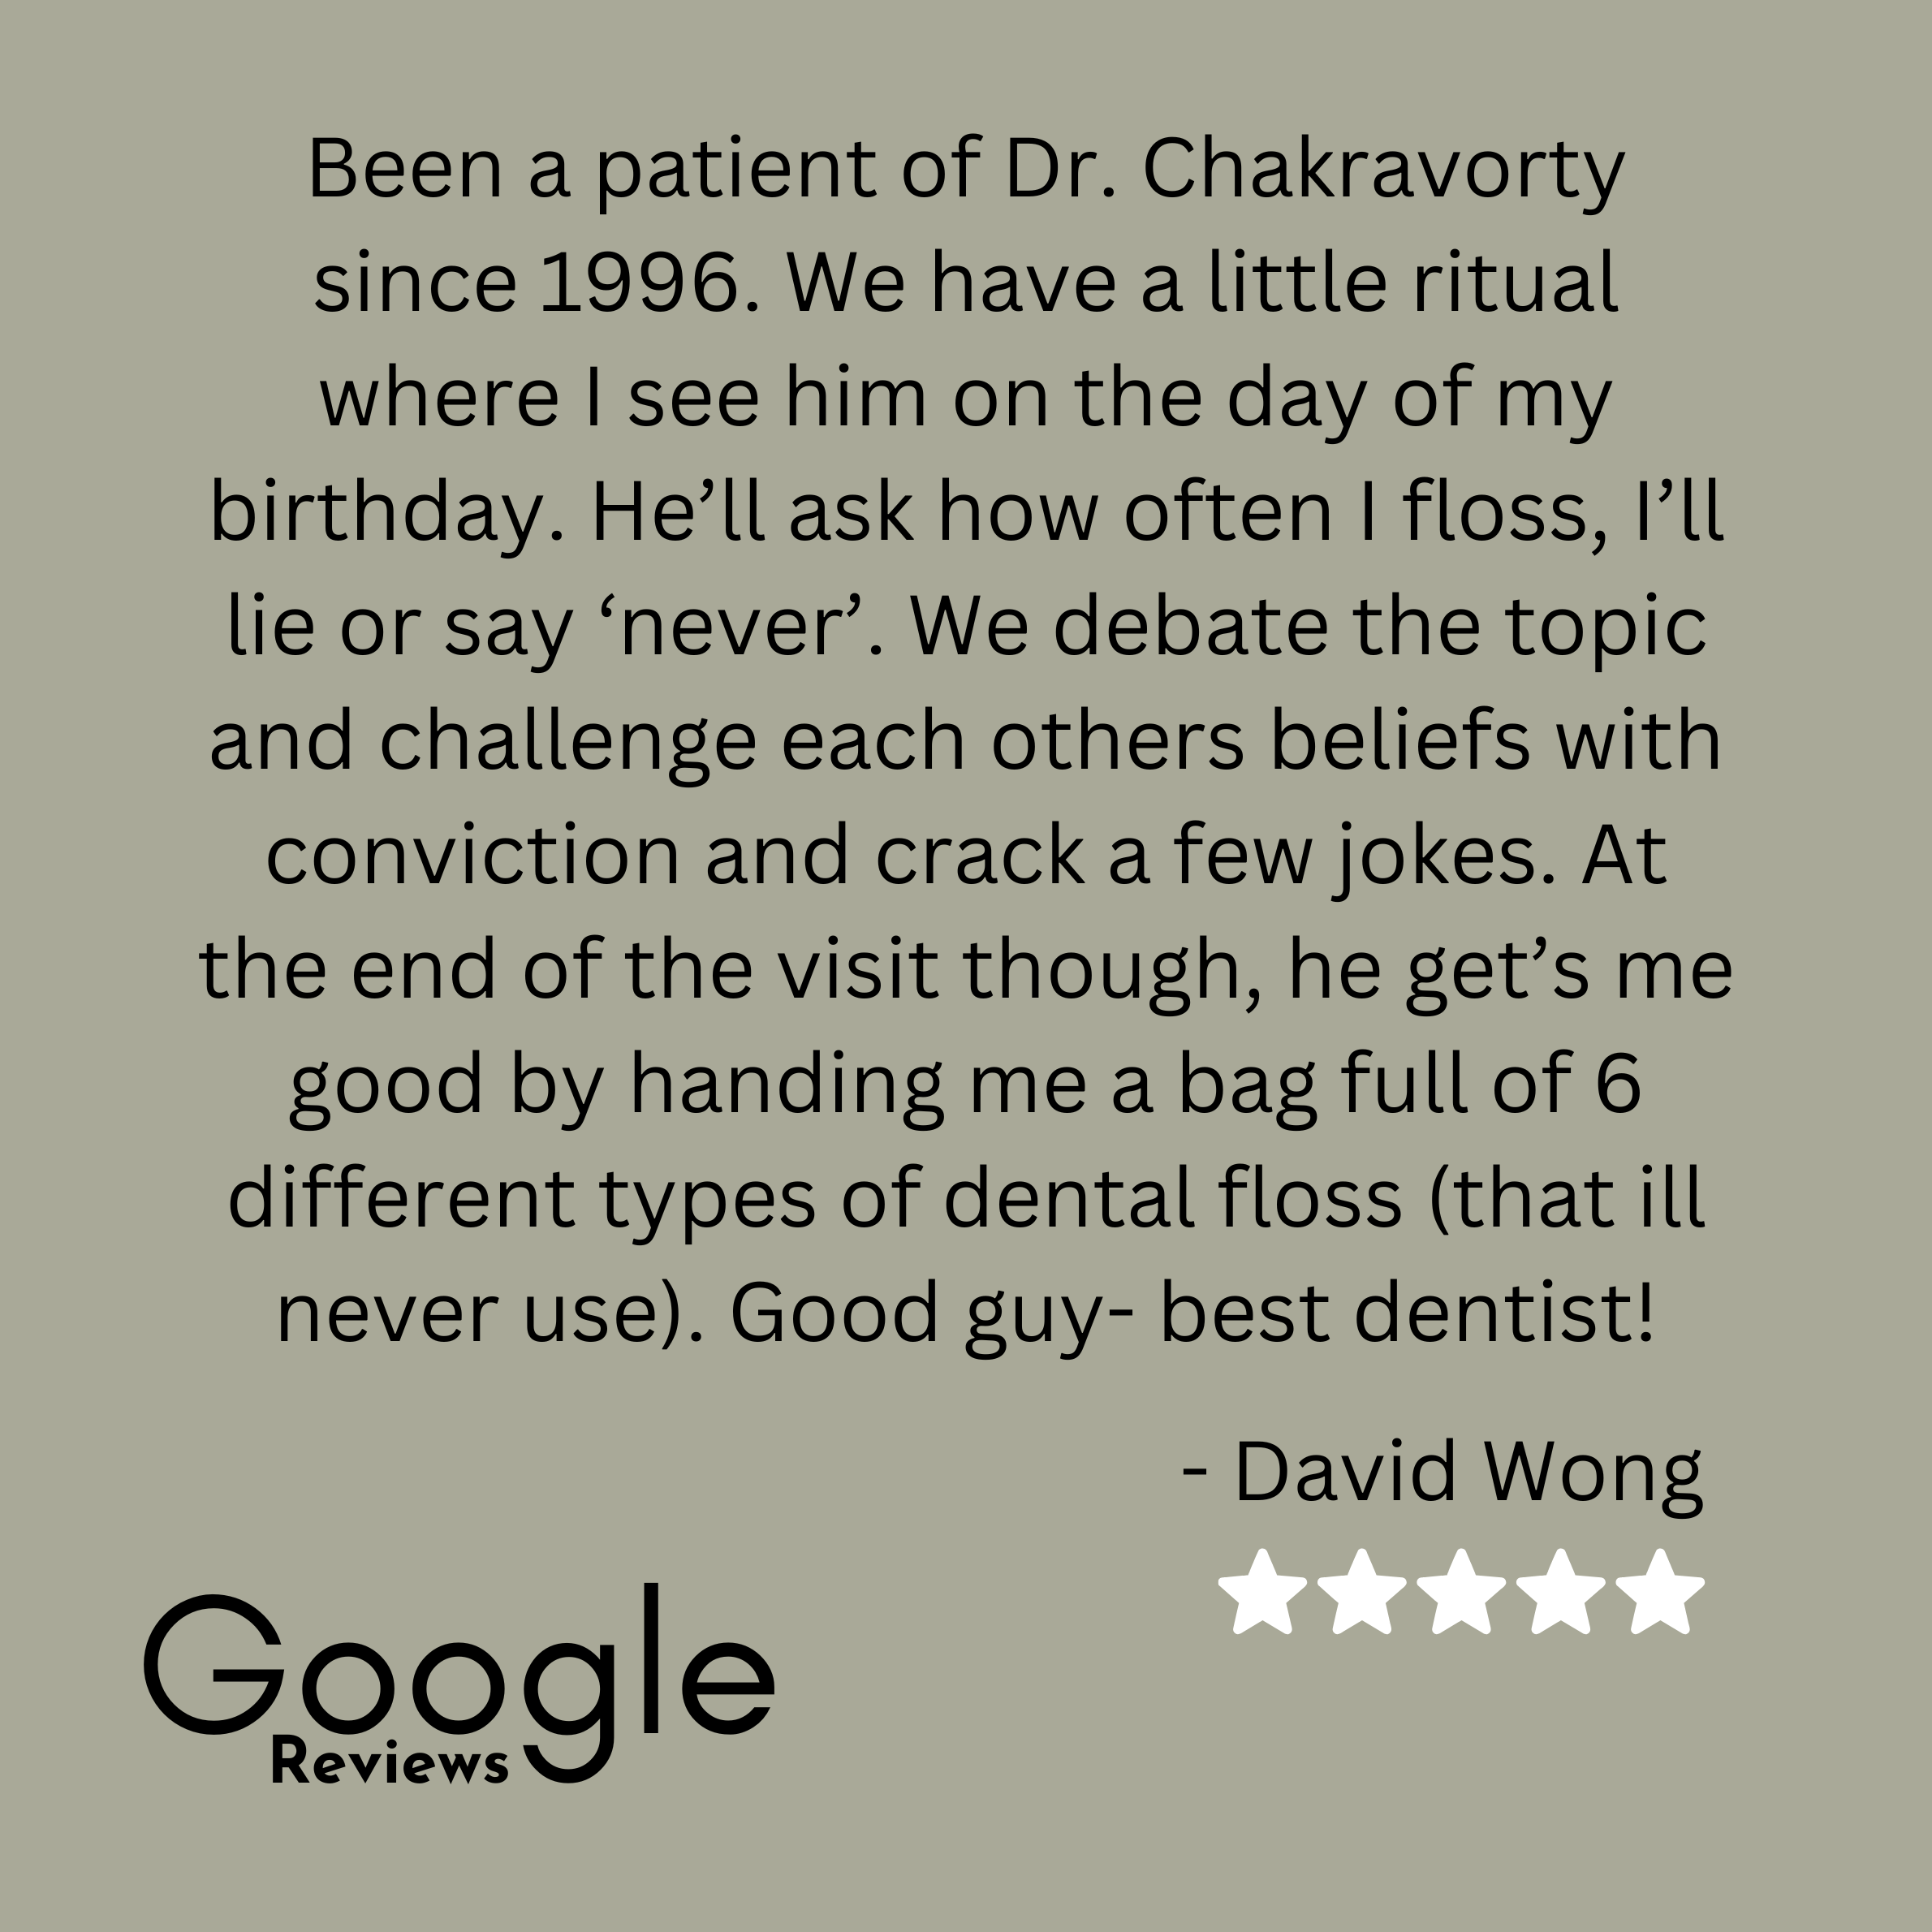 Been a patient of Dr. Chakravorty
since 1996. We have a little ritual
where I see him on the day of my
birthday. He’ll ask how often I floss, I’ll
lie or say ‘never’. We debate the topic
and challenge each others beliefs with
conviction and crack a few jokes. At
the end of the visit though, he get’s me
good by handing me a bag full of 6
different types of dental floss (that ill
never use). Good guy- best dentist!
- David Wong
Google
Reviews